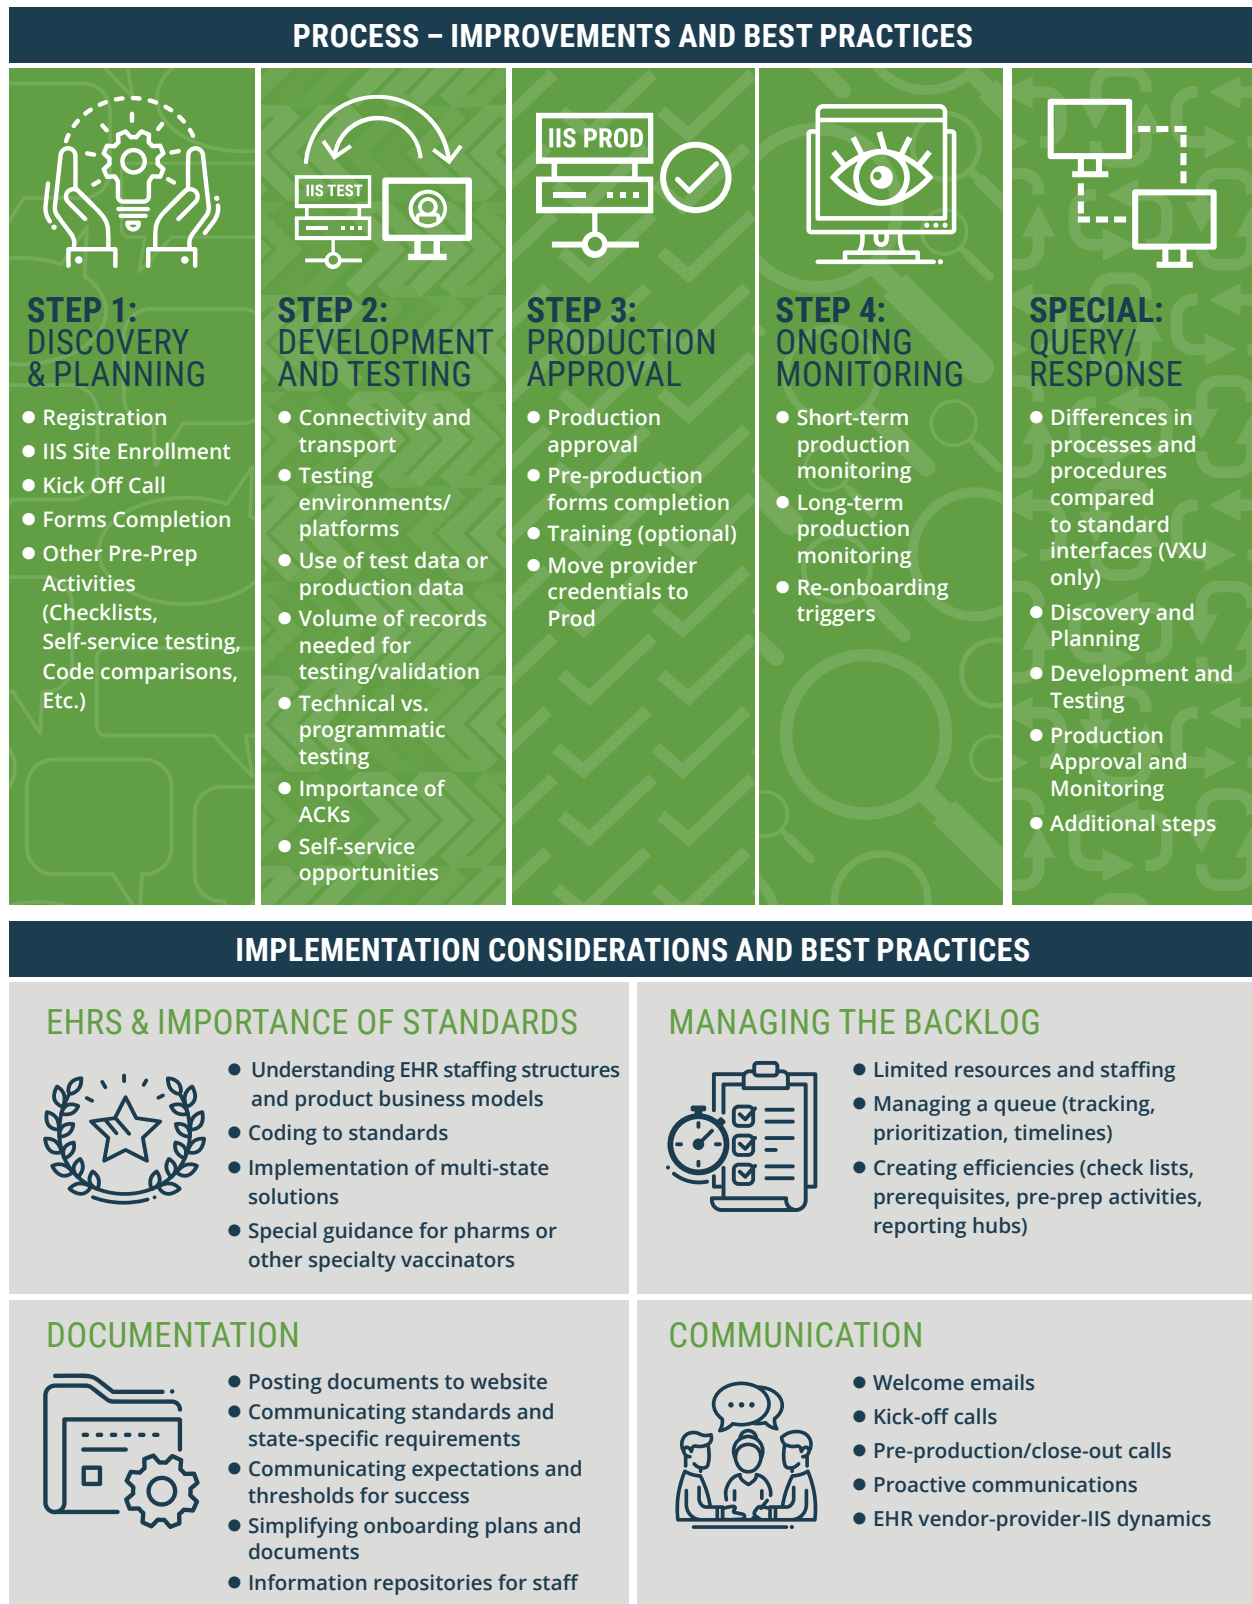 PROCESS – IMPROVEMENTS AND BEST PRACTICES
STEP 1:
DISCOVERY
& PLANNING
● Registration
● IIS Site Enrollment
● Kick Off Call
● Forms Completion
● Other Pre-Prep
Activities
(Checklists,
Self-service testing,
Code comparisons,
Etc.)
IIS TEST
STEP 2:
DEVELOPMENT
AND TESTING
● Connectivity and
transport
● Testing
environments/
platforms
● Use of test data or
production data
● Volume of records
needed for
testing/validation
● Technical vs.
programmatic
testing
● Importance of
ACKs
● Self-service
opportunities
IIS PROD
STEP 3:
PRODUCTION
APPROVAL
● Production
approval
● Pre-production
forms completion
● Training (optional)
● Move provider
credentials to
Prod
STEP 4:
ONGOING
MONITORING
● Short-term
production
monitoring
● Long-term
production
monitoring
● Re-onboarding
triggers
SPECIAL:
QUERY/
RESPONSE
● Differences in
processes and
procedures
compared
to standard
interfaces (VXU
only)
● Discovery and
Planning
● Development and
Testing
● Production
Approval and
Monitoring
● Additional steps
IMPLEMENTATION CONSIDERATIONS AND BEST PRACTICES
EHRS & IMPORTANCE OF STANDARDS
● Understanding EHR staffing structures
and product business models
● Coding to standards
● Implementation of multi-state
solutions
● Special guidance for pharms or
other specialty vaccinators
MANAGING THE BACKLOG
● Limited resources and staffing
● Managing a queue (tracking,
prioritization, timelines)
● Creating efficiencies (check lists,
prerequisites, pre-prep activities,
reporting hubs)
DOCUMENTATION
● Posting documents to website
● Communicating standards and
state-specific requirements
● Communicating expectations and
thresholds for success
● Simplifying onboarding plans and
documents
● Information repositories for staff
COMMUNICATION
● Welcome emails
● Kick-off calls
● Pre-production/close-out calls
● Proactive communications
● EHR vendor-provider-IIS dynamics